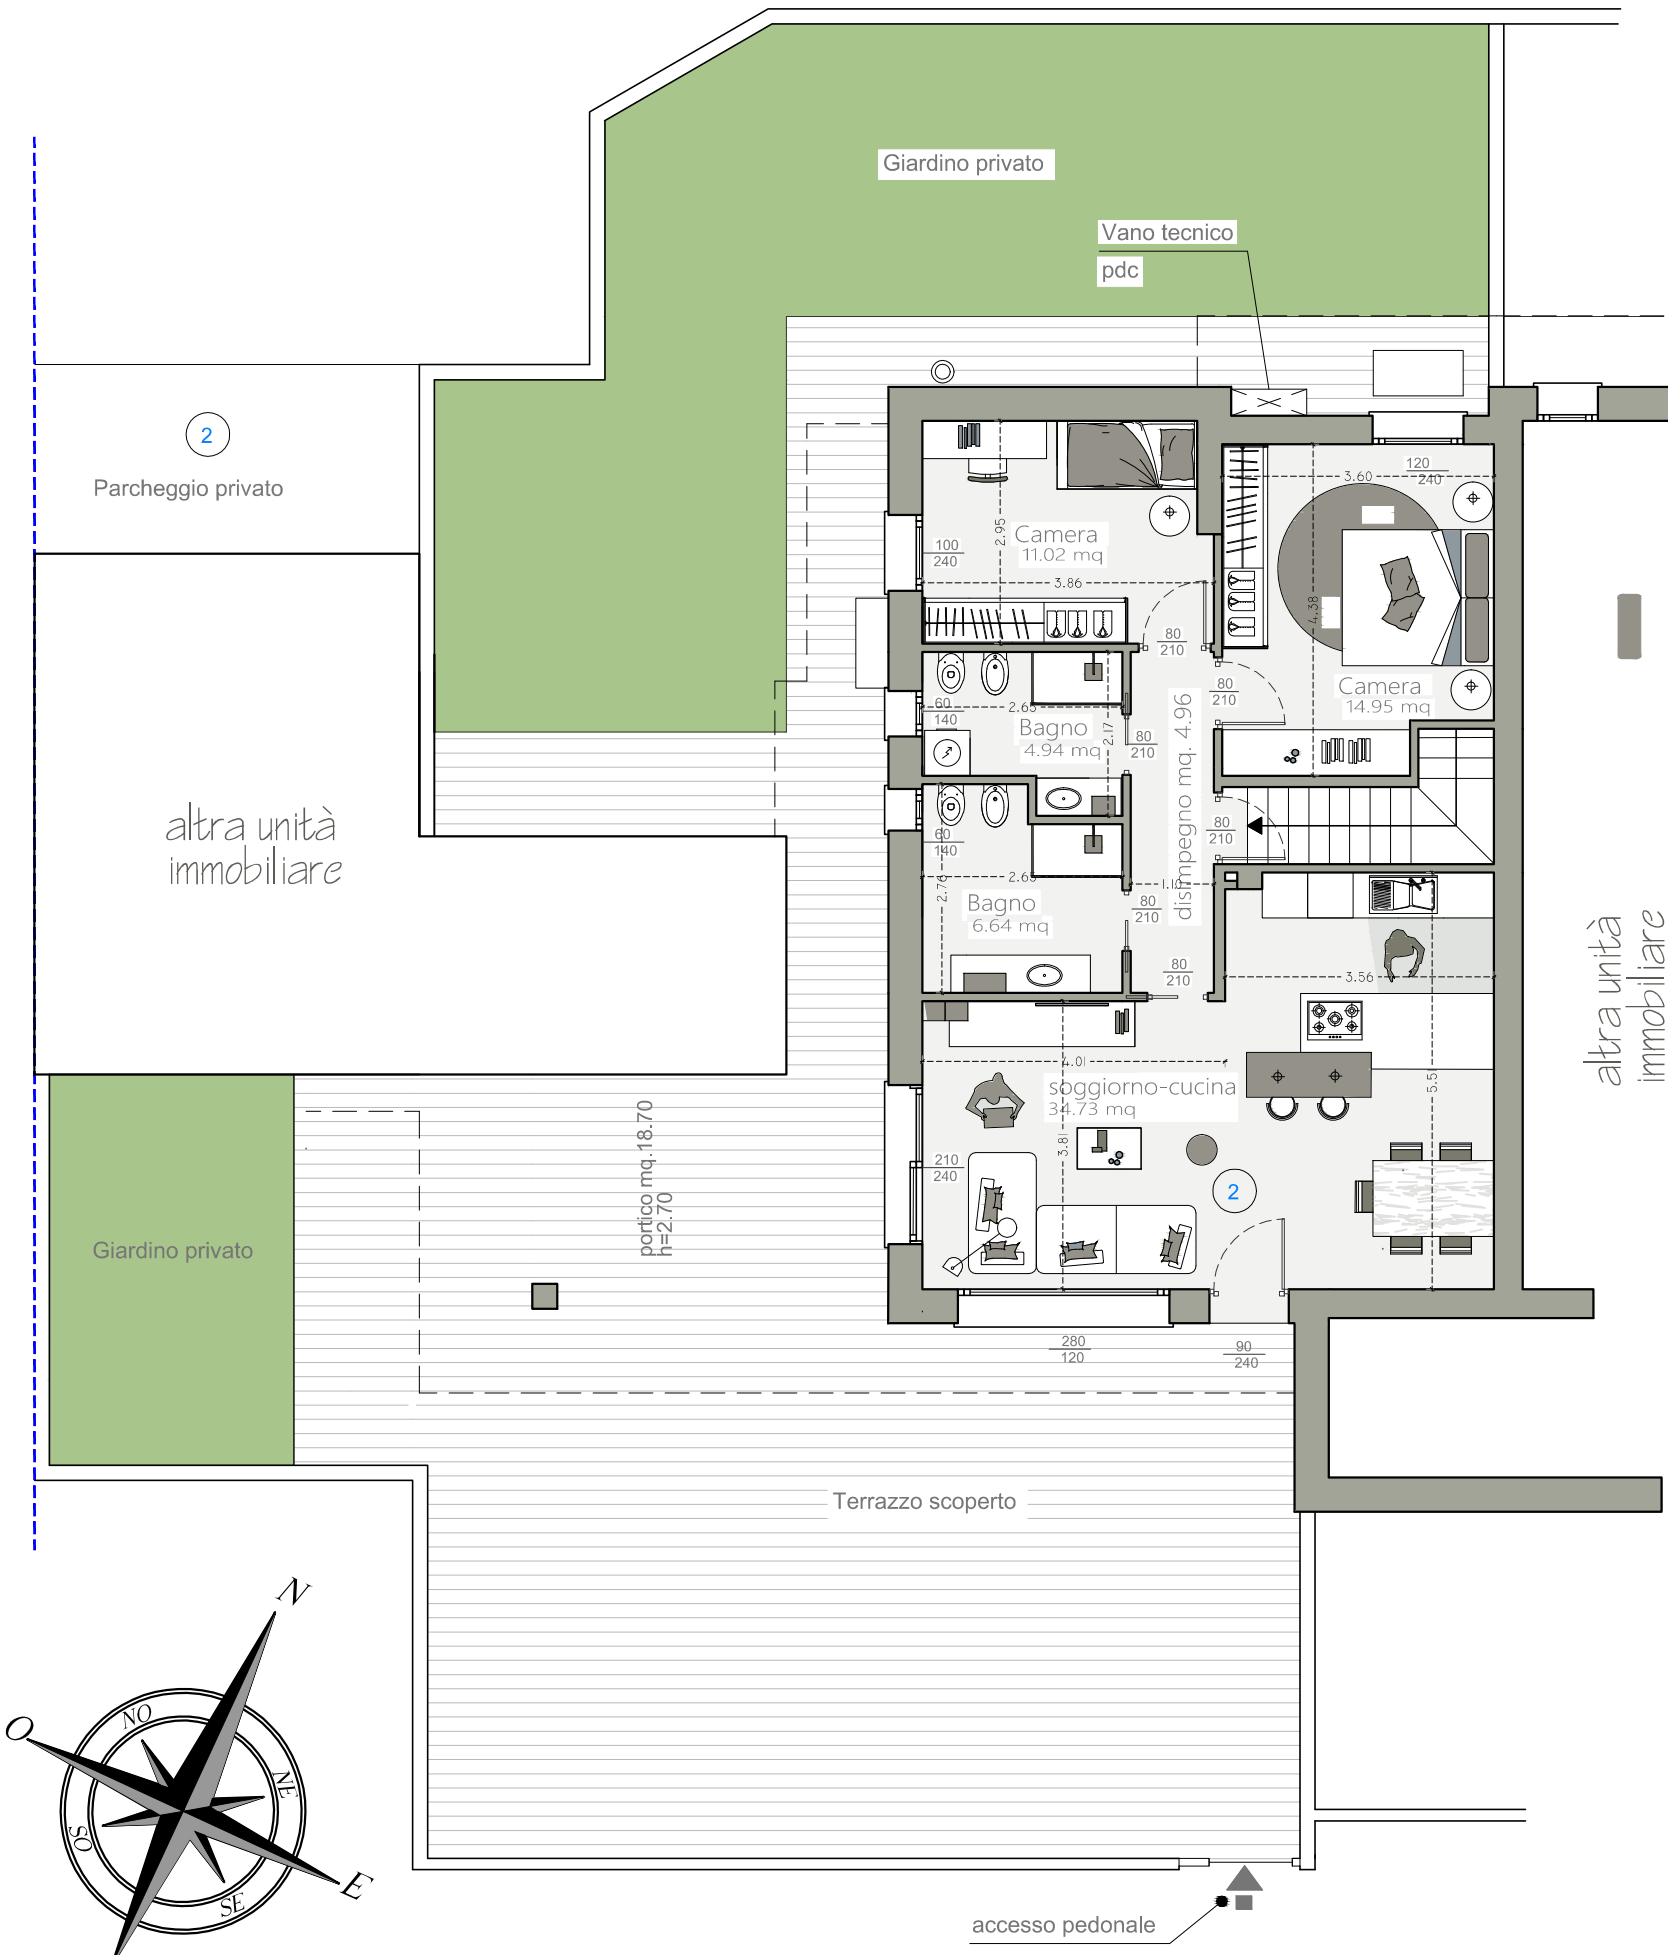 Giardino privato
Vano tecnico
pdc
2
Parcheggio privato
120
240
3.60
2.95
Camera
11.02 mq
100
240
3.86
4.38
80
210
80
210
Camera
14.95 mq
60
140
2.65
Bagno
4.94 mq
2.17
80
210
disimpegno mq. 4.96
altra unità
immobiliare
80
210
60
140
2.65
2.76
1.10
Bagno
6.64 mq
80
210
80
210
3.56
altra unità
immobiliare
4.01
soggiorno-cucina
34.73 mq
3.81
5.51
portico mq.18.70
h=2.70
210
240
2
Giardino privato
280
120
90
240
Terrazzo scoperto
N
NO
O
NE
SO
SE
E
accesso pedonale